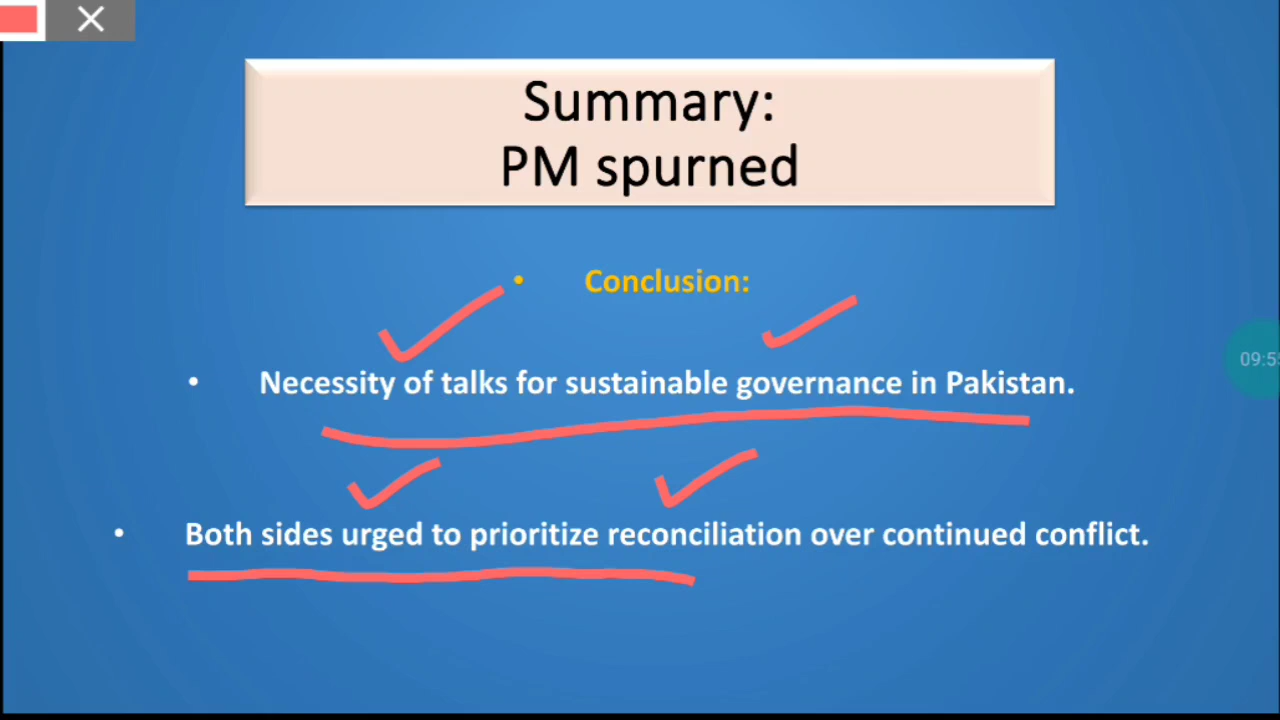 Summary:
PM spurned
• Conclusion:
• Necessity of talks for sustainable governance in Pakistan.
• Both sides urged to prioritize reconciliation over continued conflict.